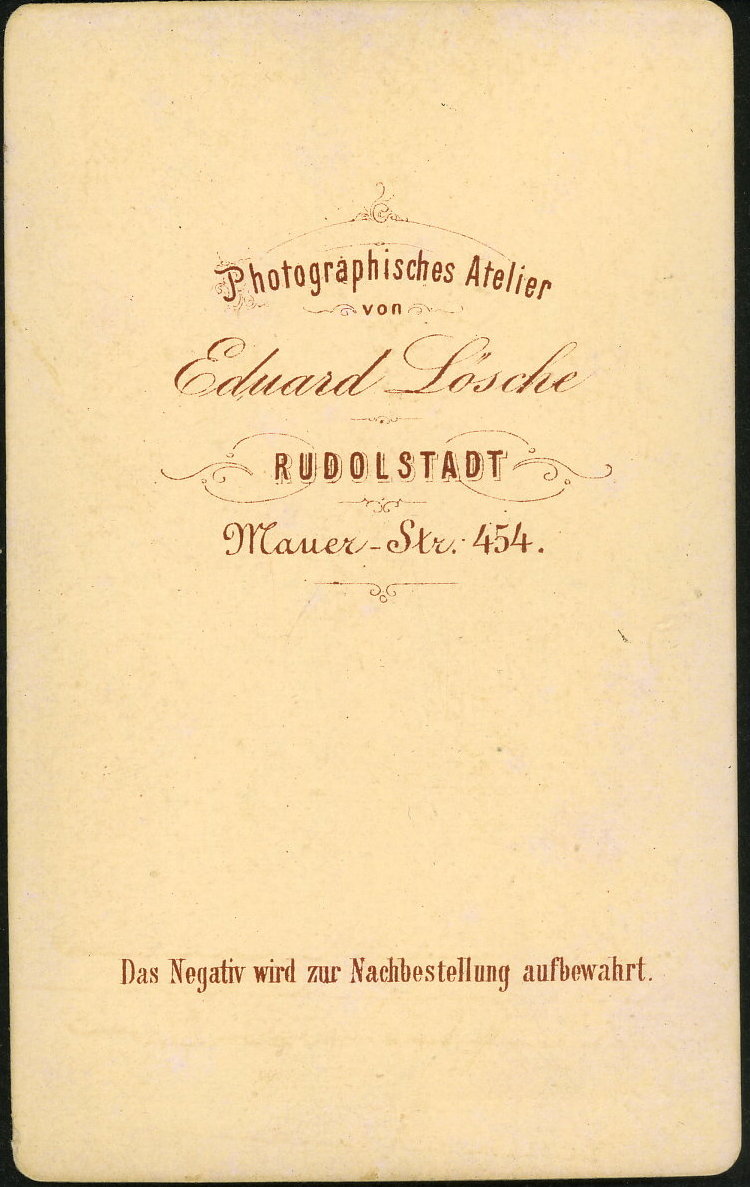 Photographisches Atelier
von
Eduard Lösche
RUDOLSTADT
Mauer-Str. 454.
Das Negativ wird zur Nachbestellung aufbewahrt.